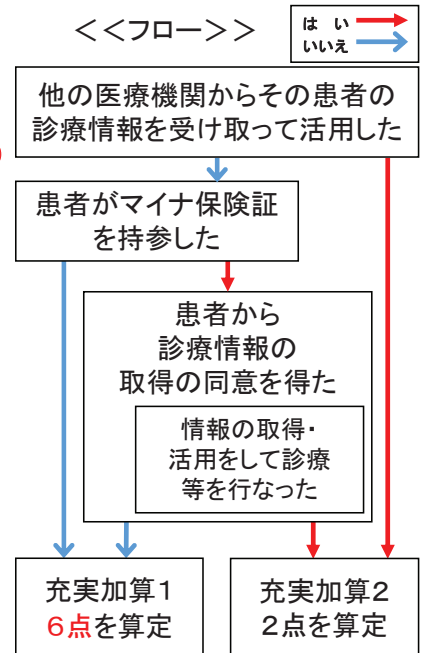 <<フロー>>
は い
いいえ
他の医療機関からその患者の
診療情報を受け取って活用した
患者がマイナ保険証
を持参した
患者から
診療情報の
取得の同意を得た
情報の取得・
活用をして診療
等を行なった
充実加算1
6点を算定
充実加算2
2点を算定